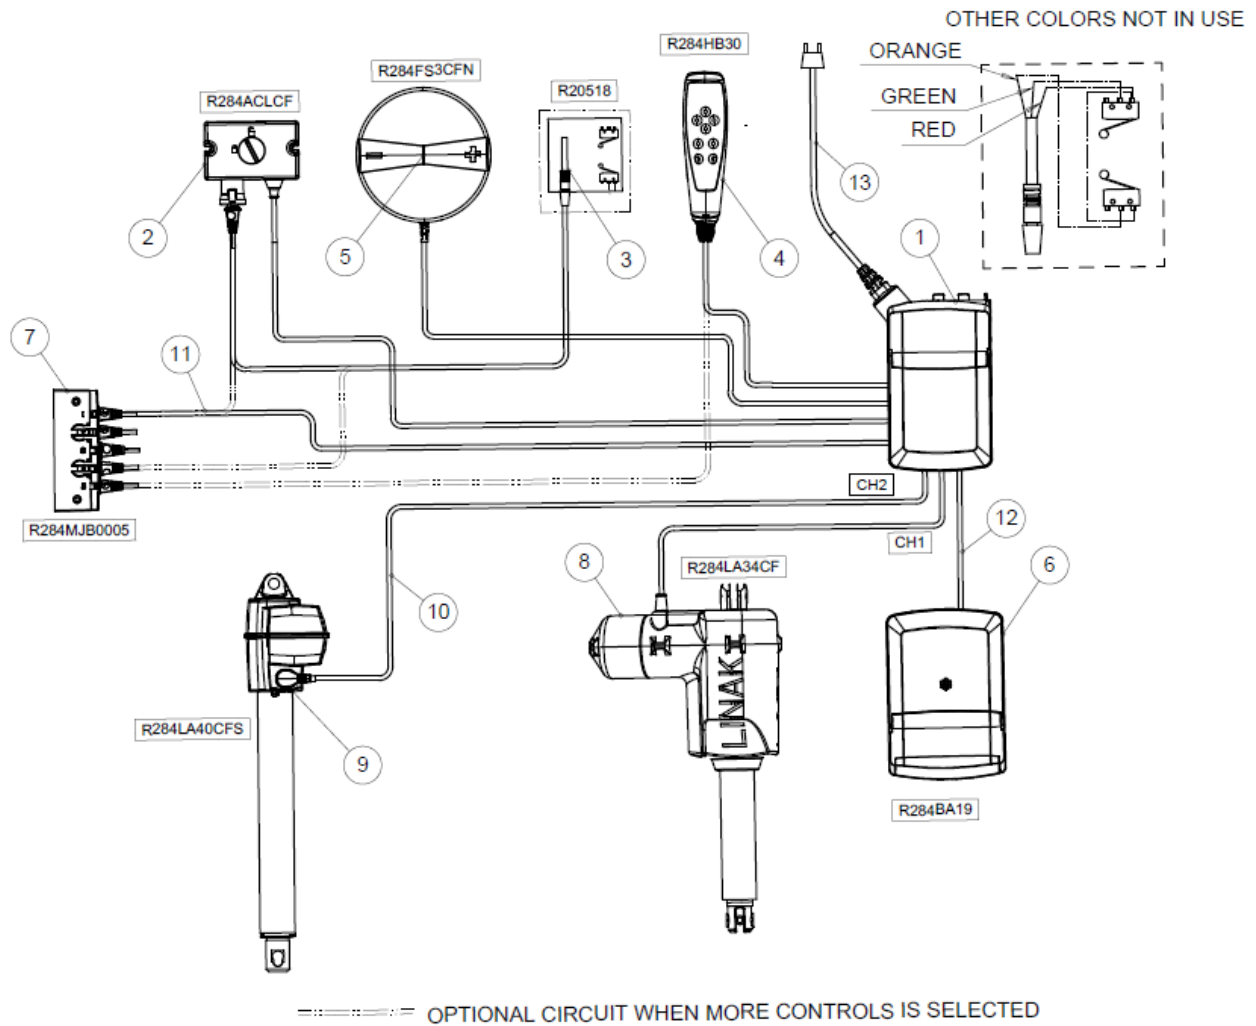 OTHER COLORS NOT IN USE
ORANGE
GREEN
RED
R284HB30
R284FS3CFN
R20518
R284ACLCF
13
2
5
3
4
1
7
11
CH2
R284MJB0005
CH1
12
8
R284LA34CF
6
10
LINAK
R284LA40CFS
9
R284BA19
OPTIONAL CIRCUIT WHEN MORE CONTROLS IS SELECTED